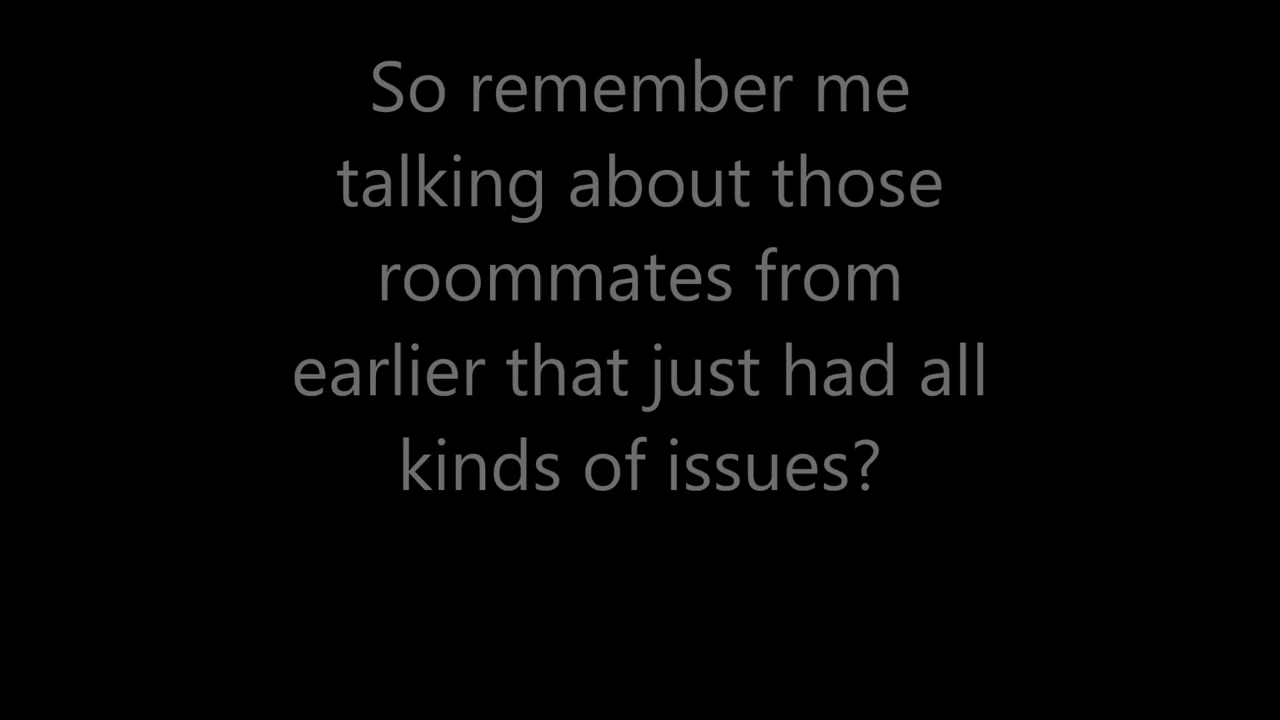 So remember me
talking about those
roommates from
earlier that just had all
kinds of issues?